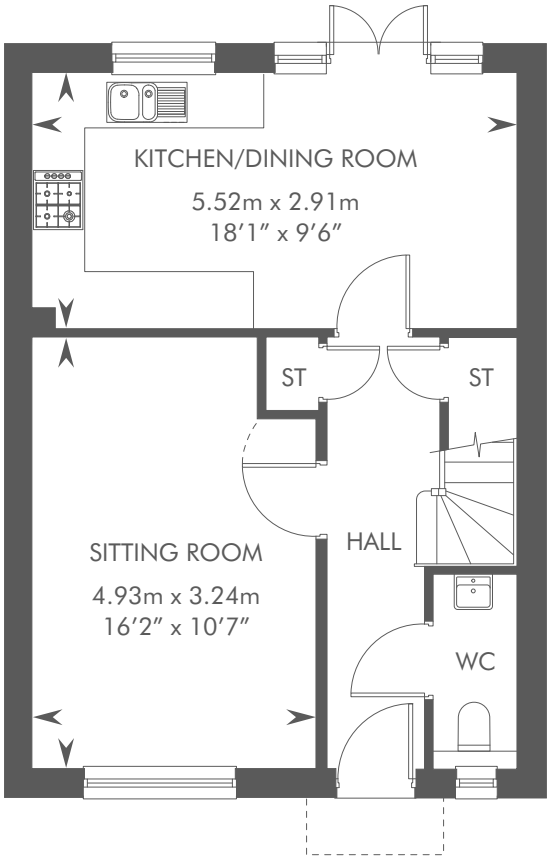 KITCHEN/DINING ROOM
5.52m x 2.91m
18’1” x 9’6”
ST
ST
SITTING ROOM
4.93m x 3.24m
16’2” x 10’7”
HALL
WC